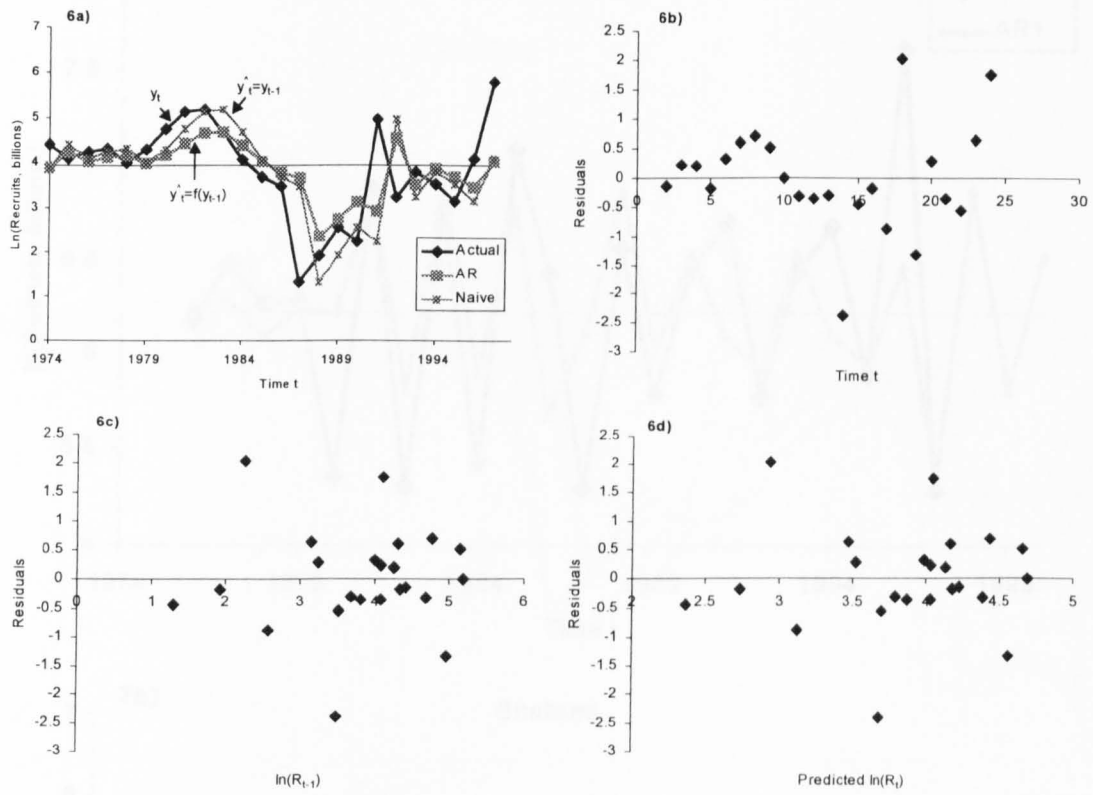 6a)
7
6
5
4
3
2
1
0
Ln(Recruits, billions)
y_t
y^_t=y_{t-1}
y^_t=f(y_{t-1})
Actual
AR
Naive
1974 1979 1984 1989 1994
Time t
6b)
2.5
2
1.5
1
0.5
0
-0.5
-1
-1.5
-2
-2.5
-3
Residuals
0 5 10 15 20 25 30
Time t
6c)
2.5
2
1.5
1
0.5
0
-0.5
-1
-1.5
-2
-2.5
-3
Residuals
0 1 2 3 4 5 6
ln(R_{t-1})
6d)
2.5
2
1.5
1
0.5
0
-0.5
-1
-1.5
-2
-2.5
-3
Residuals
2 2.5 3 3.5 4 4.5 5
Predicted ln(R_t)